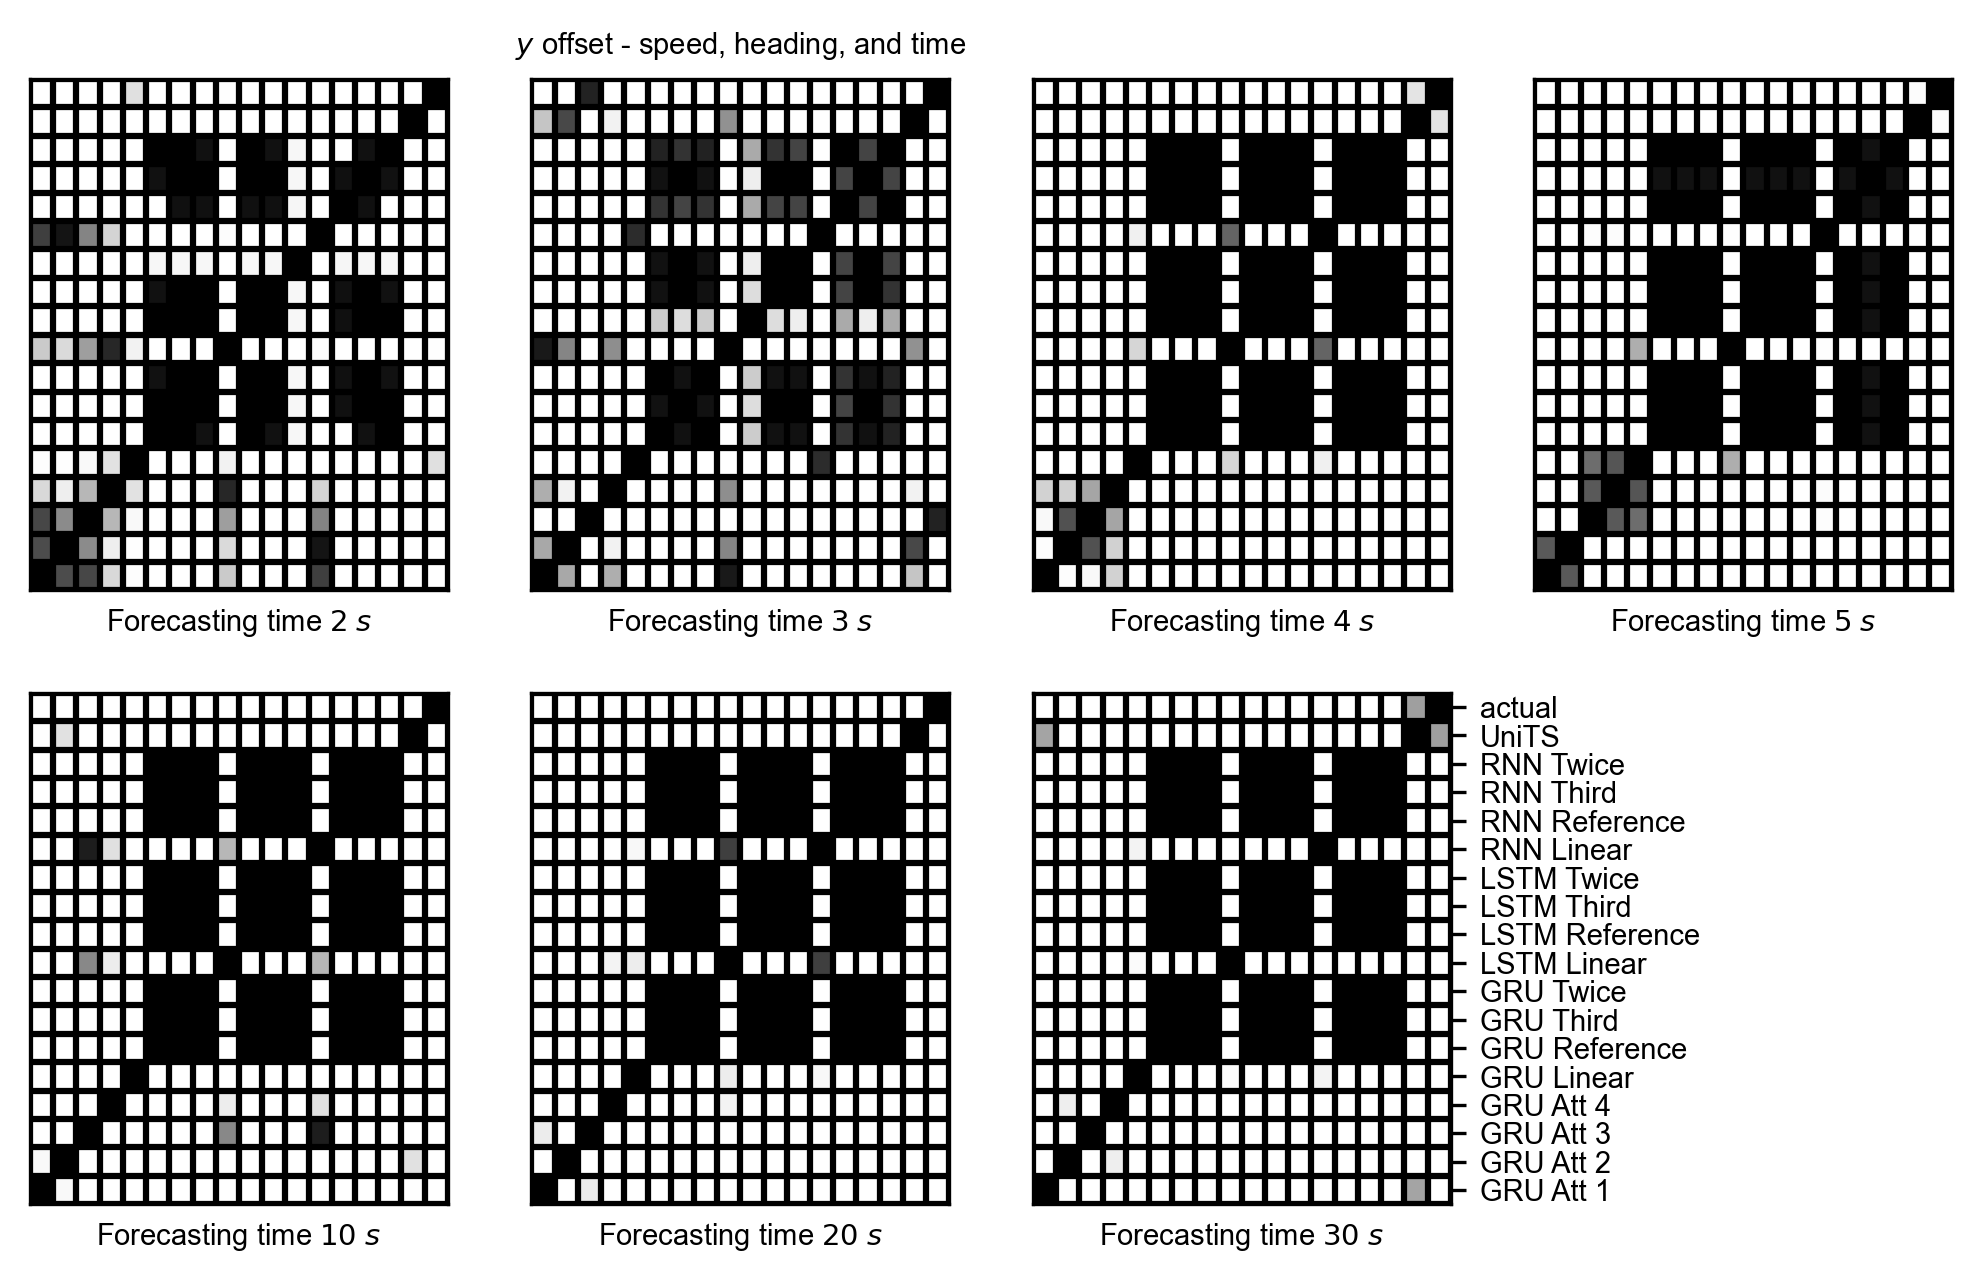 y offset - speed, heading, and time
Forecasting time 2 s
Forecasting time 3 s
Forecasting time 4 s
Forecasting time 5 s
actual
UniTS
RNN Twice
RNN Third
RNN Reference
RNN Linear
LSTM Twice
LSTM Third
LSTM Reference
LSTM Linear
GRU Twice
GRU Third
GRU Reference
GRU Linear
GRU Att 4
GRU Att 3
GRU Att 2
GRU Att 1
Forecasting time 10 s
Forecasting time 20 s
Forecasting time 30 s